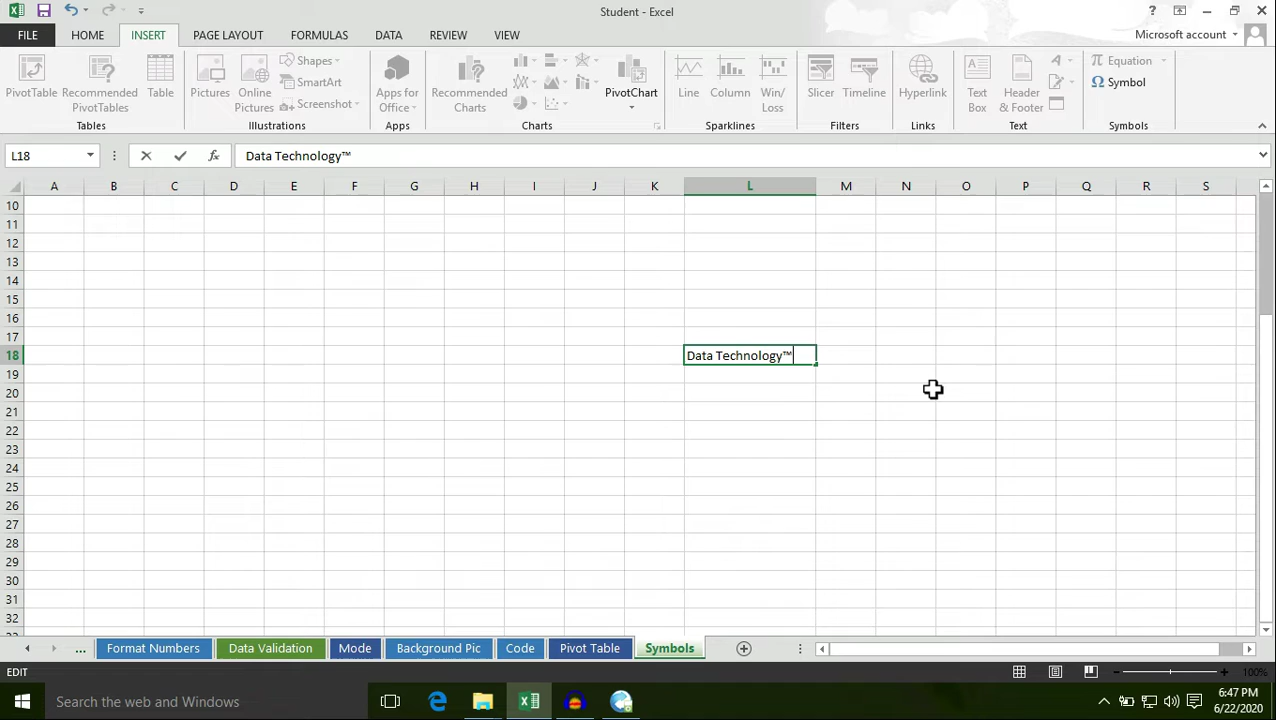 Student - Excel
FILE HOME INSERT PAGE LAYOUT FORMULAS DATA REVIEW VIEW
Microsoft account
PivotTable
Recommended PivotTables
Table
Tables
Pictures
Online Pictures
Shapes
SmartArt
Screenshot
Illustrations
Apps for Office
Apps
Recommended Charts
PivotChart
Charts
Line
Column
Win/Loss
Sparklines
Slicer
Timeline
Filters
Hyperlink
Links
Text Box
Header & Footer
Text
Equation
Symbol
Symbols
L18
fx
Data Technology™
A B C D E F G H I J K L M N O P Q R S
10
11
12
13
14
15
16
17
18 Data Technology™
19
20
21
22
23
24
25
26
27
28
29
30
31
32
... Format Numbers Data Validation Mode Background Pic Code Pivot Table Symbols
EDIT
100%
Search the web and Windows
6:47 PM
6/22/2020